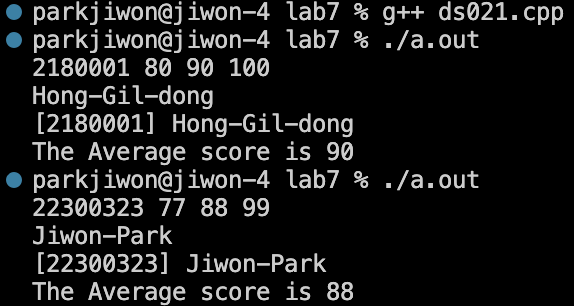 parkjiwon@jiwon-4 lab7 % g++ ds021.cpp
parkjiwon@jiwon-4 lab7 % ./a.out
2180001 80 90 100
Hong-Gil-dong
[2180001] Hong-Gil-dong
The Average score is 90
parkjiwon@jiwon-4 lab7 % ./a.out
22300323 77 88 99
Jiwon-Park
[22300323] Jiwon-Park
The Average score is 88